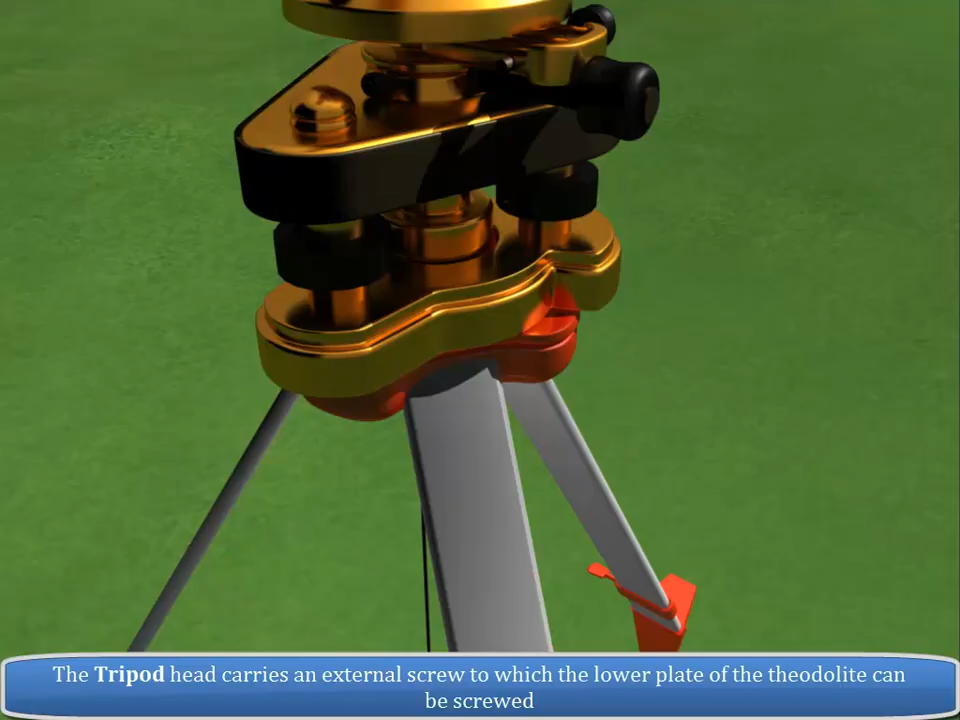 The Tripod head carries an external screw to which the lower plate of the theodolite can
be screwed